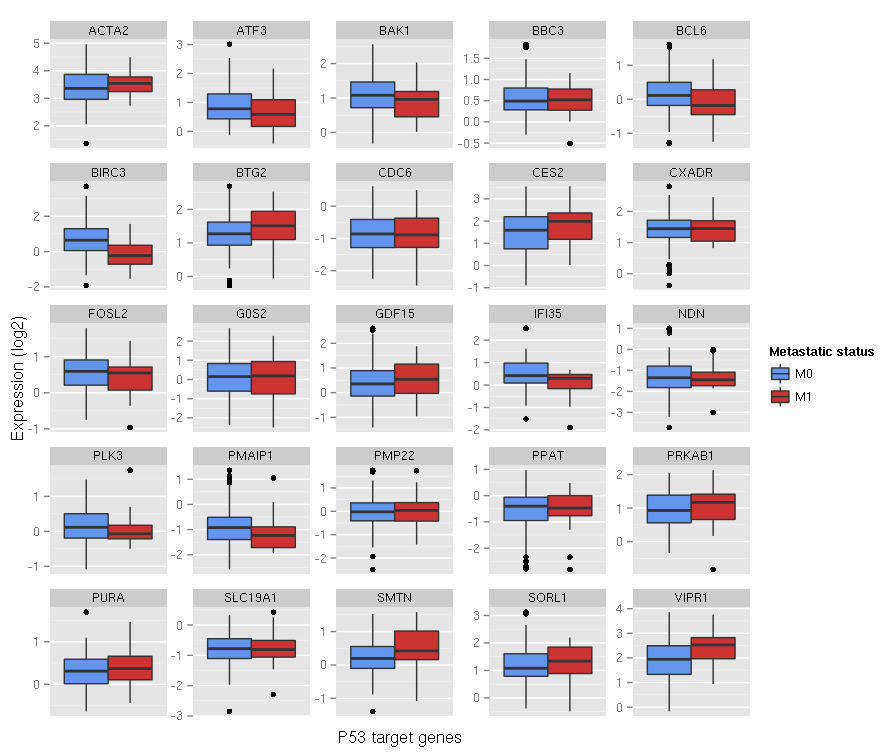 ACTA2 ATF3 BAK1 BBC3 BCL6
5 4 3 2
3 2 1 0
2 1 0
1.5 1.0 0.5 0.0 -0.5
1 0 -1
BIRC3 BTG2 CDC6 CES2 CXADR
2 0 -2
2 1 0
0 -1 -2
3 2 1 0 -1
2 1 0
FOSL2 G0S2 GDF15 IFI35 NDN
1 0 -1
2 1 0 -1 -2
2 1 0 -1
2 1 0 -1 -2
1 0 -1 -2 -3
PLK3 PMAIP1 PMP22 PPAT PRKAB1
1 0 -1
1 0 -1 -2
1 0 -1 -2
1 0 -1 -2
2 1 0
PURA SLC19A1 SMTN SORL1 VIPR1
1 0
0 -1 -2 -3
1 0 -1
3 2 1 0
4 3 2 1 0
Expression (log2)
P53 target genes
Metastatic status
M0
M1